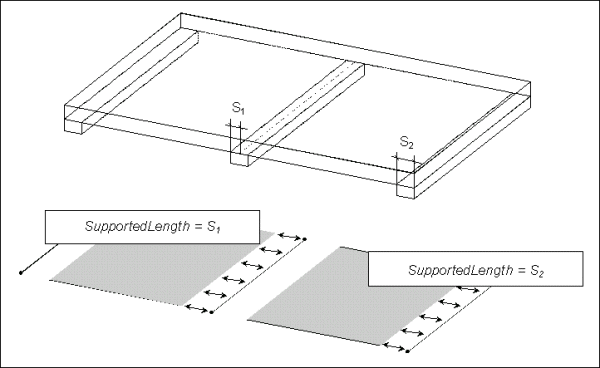 S1
S2
SupportedLength = S1
SupportedLength = S2